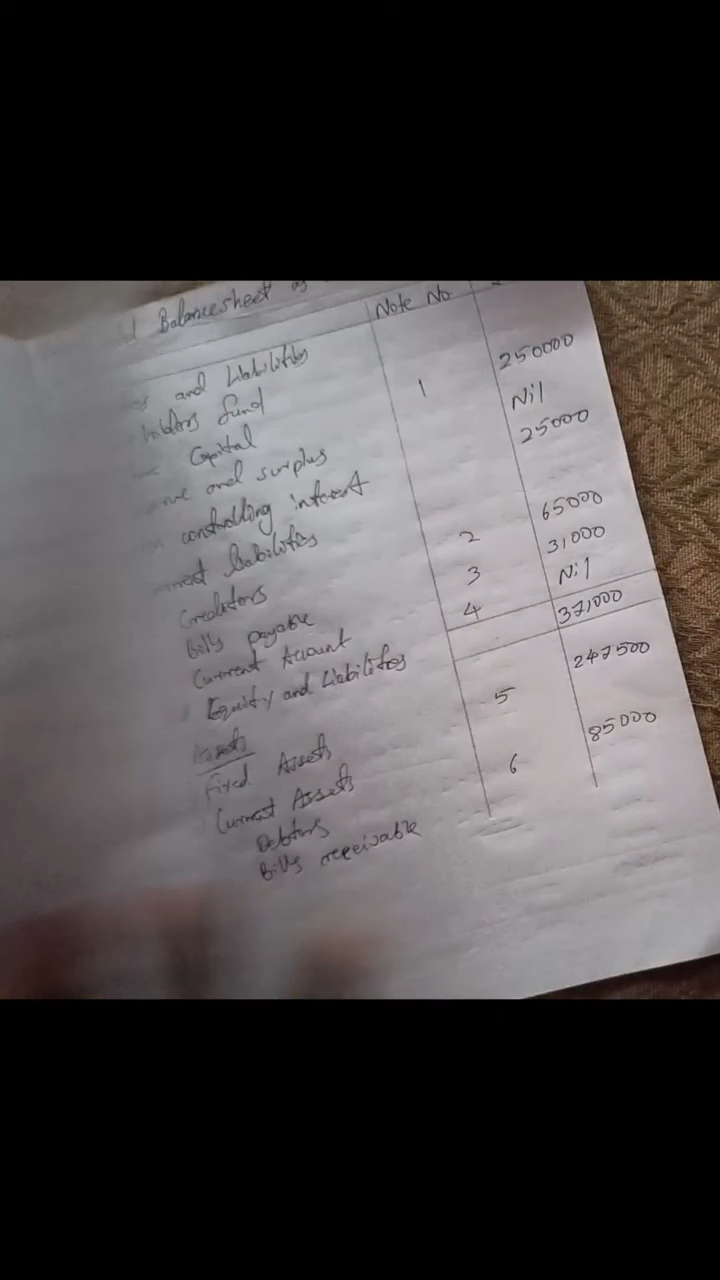 Balancesheet as
Note No
and Liabilities
holders fund
Capital 1 250000
and surplus Nil
controlling interest 25000
Liabilities
Creditors 2 65000
Bills payable 3 31000
Current Account 4 Nil
Equity and Liabilities 371000
Assets
Fixed Assets 5 247500
Current Assets
Debtors 6 85000
Bills receivable